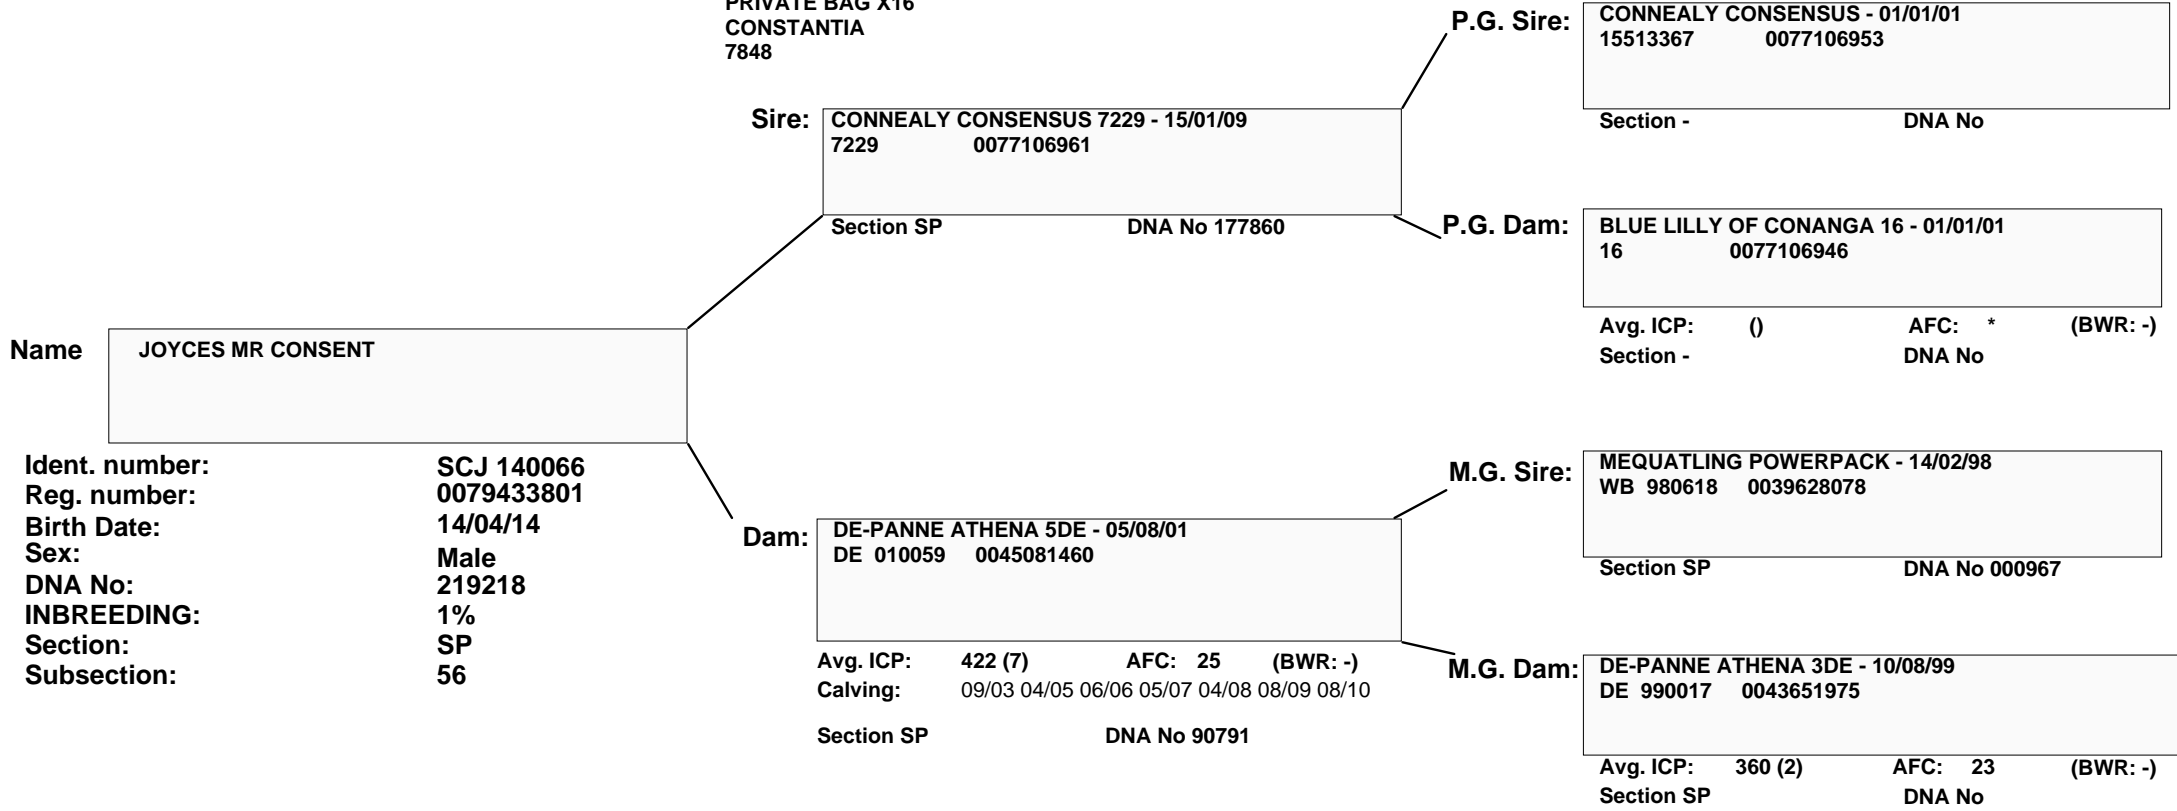 PRIVATE BAG X16
CONSTANTIA
7848
P.G. Sire:
CONNEALY CONSENSUS - 01/01/01
15513367 0077106953
Section - DNA No
Sire:
CONNEALY CONSENSUS 7229 - 15/01/09
7229 0077106961
Section SP DNA No 177860
P.G. Dam:
BLUE LILLY OF CONANGA 16 - 01/01/01
16 0077106946
Avg. ICP: () AFC: * (BWR: -)
Section - DNA No
Name JOYCES MR CONSENT
Ident. number: SCJ 140066
Reg. number: 0079433801
Birth Date: 14/04/14
Sex: Male
DNA No: 219218
INBREEDING: 1%
Section: SP
Subsection: 56
M.G. Sire:
MEQUATLING POWERPACK - 14/02/98
WB 980618 0039628078
Section SP DNA No 000967
Dam:
DE-PANNE ATHENA 5DE - 05/08/01
DE 010059 0045081460
Avg. ICP: 422 (7) AFC: 25 (BWR: -)
Calving: 09/03 04/05 06/06 05/07 04/08 08/09 08/10
Section SP DNA No 90791
M.G. Dam:
DE-PANNE ATHENA 3DE - 10/08/99
DE 990017 0043651975
Avg. ICP: 360 (2) AFC: 23 (BWR: -)
Section SP DNA No